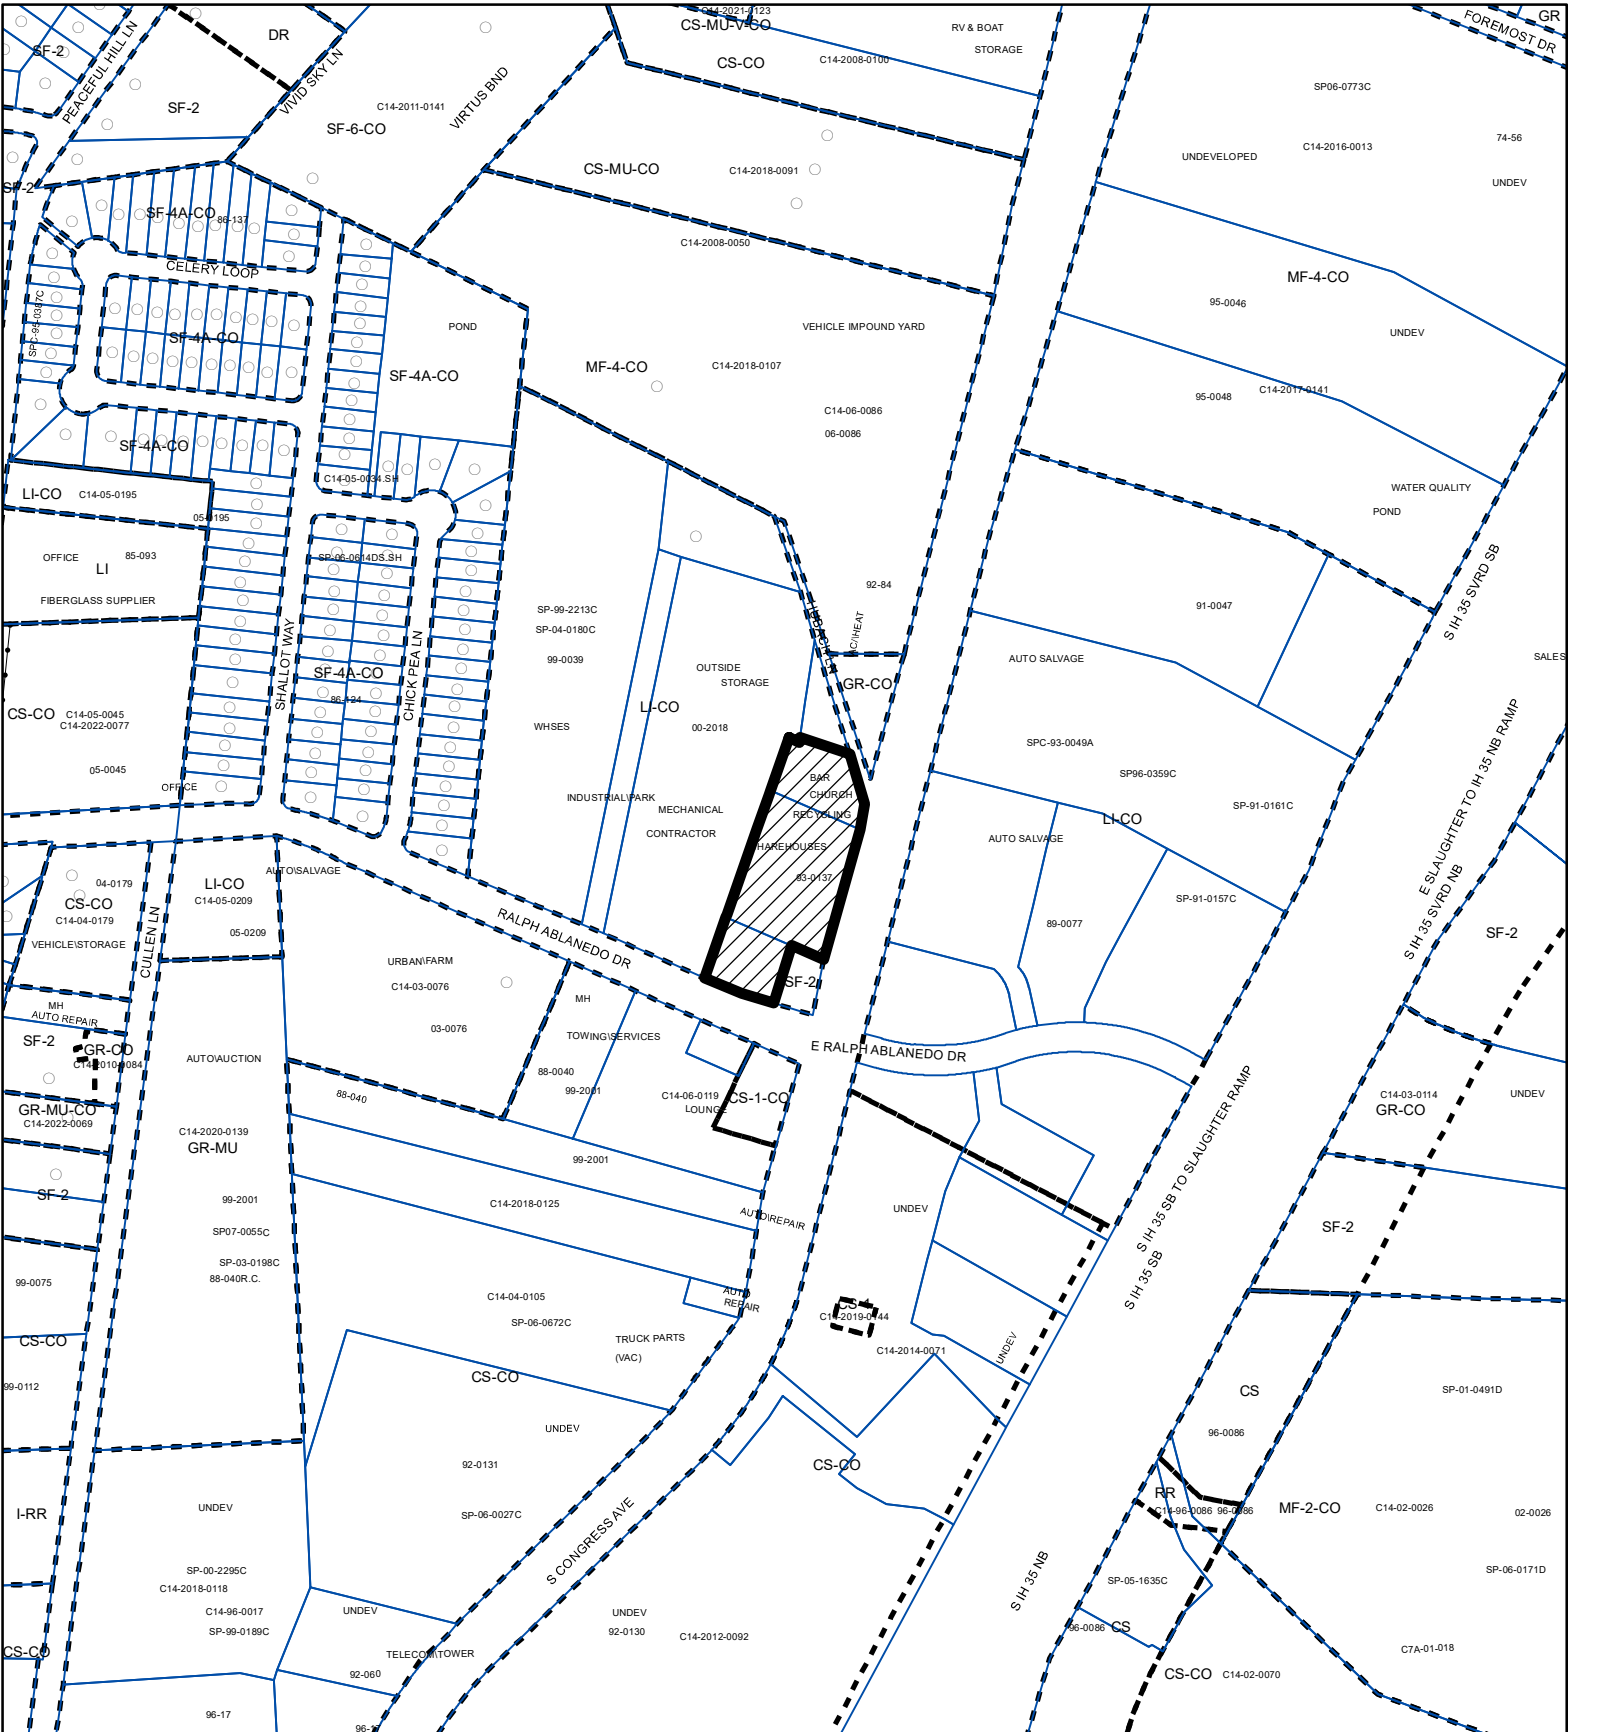 C14-2021-0123
CS-MU-V-CO
RV & BOAT
STORAGE
FOREMOST DR
GR
DR
SF-2
PEACEFUL HILL LN
VIVID SKY LN
VIRTUS BND
CS-CO
C14-2008-0100
SP06-0773C
SF-2
C14-2011-0141
SF-6-CO
74-56
C14-2016-0013
UNDEVELOPED
UNDEV
CS-MU-CO
C14-2018-0091
SF-2
SF-4A-CO
86-137
C14-2008-0050
CELERY LOOP
MF-4-CO
95-0046
UNDEV
SPC-95-0387C
SF-4A-CO
POND
VEHICLE IMPOUND YARD
MF-4-CO
C14-2018-0107
SF-4A-CO
C14-2017-0141
95-0048
C14-06-0086
06-0086
SF-4A-CO
C14-05-0034.SH
WATER QUALITY
POND
LI-CO
C14-05-0195
05-0195
OFFICE
85-093
LI
FIBERGLASS SUPPLIER
SP-06-0614DS.SH
92-84
S IH 35 SVRD SB
SP-99-2213C
SP-04-0180C
99-0039
91-0047
HUBACH LN
AC\HEAT
AUTO SALVAGE
SALES
SHALLOT WAY
CHICK PEA LN
SF-4A-CO
86-124
OUTSIDE
STORAGE
GR-CO
LI-CO
00-2018
WHSES
CS-CO
C14-05-0045
C14-2022-0077
05-0045
OFFICE
SPC-93-0049A
SP96-0359C
SP-91-0161C
LI-CO
AUTO SALVAGE
E SLAUGHTER TO IH 35 NB RAMP
INDUSTRIAL\PARK
MECHANICAL
CONTRACTOR
BAR
CHURCH
RECYCLING
WAREHOUSES
93-0137
AUTO\SALVAGE
LI-CO
C14-05-0209
05-0209
04-0179
CS-CO
C14-04-0179
VEHICLE\STORAGE
CULLEN LN
RALPH ABLANEDO DR
SP-91-0157C
89-0077
S IH 35 SVRD NB
SF-2
URBAN\FARM
C14-03-0076
03-0076
SF-2
MH
AUTO REPAIR
SF-2
GR-CO
C14-2010-0084
MH
TOWING\SERVICES
88-0040
99-2001
E RALPH ABLANEDO DR
AUTO\AUCTION
88-040
C14-06-0119
LOUNGE
CS-1-CO
C14-03-0114
GR-CO
UNDEV
GR-MU-CO
C14-2022-0069
C14-2020-0139
GR-MU
99-2001
SF-2
99-2001
C14-2018-0125
AUTO\REPAIR
UNDEV
S IH 35 SB TO SLAUGHTER RAMP
S IH 35 SB
SF-2
SP07-0055C
SP-03-0198C
88-040R.C.
99-0075
C14-04-0105
SP-06-0672C
AUTO
REPAIR
CS-1
C14-2019-0144
C14-2014-0071
UNDEV
TRUCK PARTS
(VAC)
CS-CO
99-0112
CS-CO
CS
SP-01-0491D
96-0086
UNDEV
92-0131
CS-CO
I-RR
UNDEV
SP-06-0027C
S CONGRESS AVE
RR
C14-96-0086
96-0086
MF-2-CO
C14-02-0026
02-0026
SP-06-0171D
S IH 35 NB
SP-05-1635C
SP-00-2295C
C14-2018-0118
C14-96-0017
SP-99-0189C
UNDEV
UNDEV
92-0130
C14-2012-0092
96-0086
CS
C7A-01-018
CS-CO
TELECOM\TOWER
92-060
CS-CO
C14-02-0070
96-17
96-17